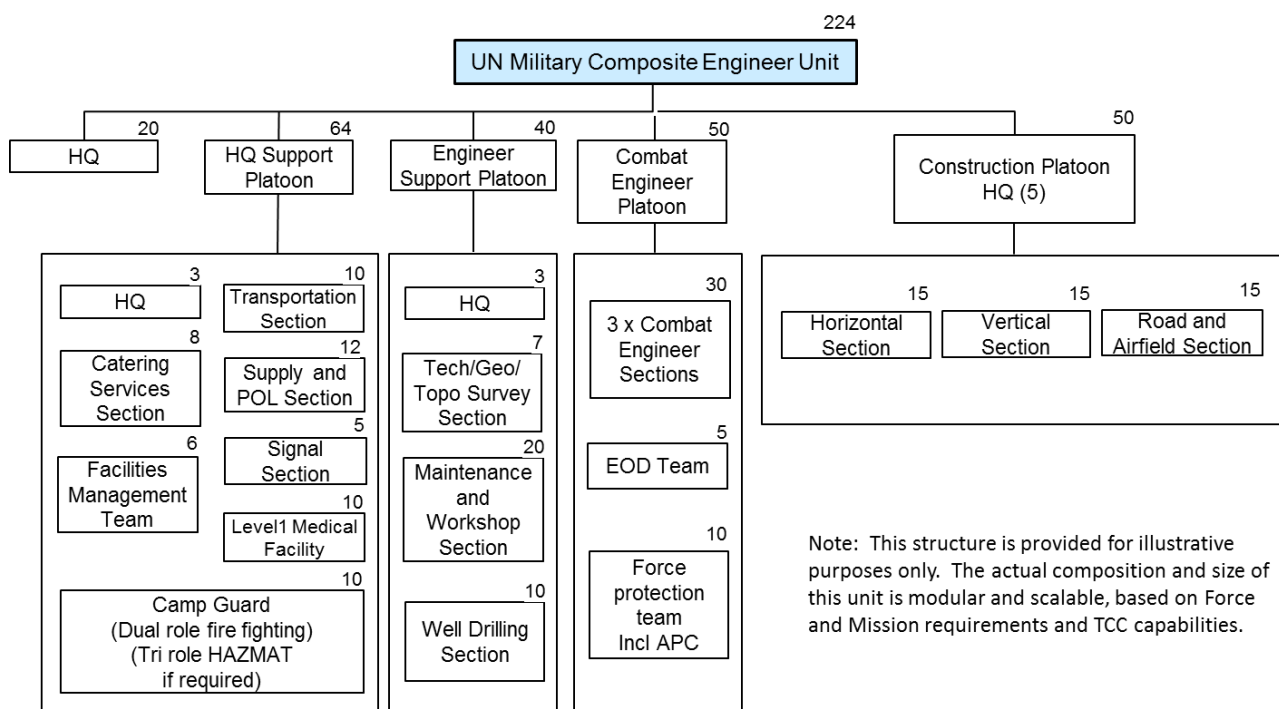 224
UN Military Composite Engineer Unit
20
HQ
64
HQ Support
Platoon
40
Engineer
Support Platoon
50
Combat
Engineer
Platoon
50
Construction Platoon
HQ (5)
3
HQ
8
Catering
Services
Section
6
Facilities
Management
Team
10
Transportation
Section
12
Supply and
POL Section
5
Signal
Section
10
Level1 Medical
Facility
10
Camp Guard
(Dual role fire fighting)
(Tri role HAZMAT
if required)
3
HQ
7
Tech/Geo/
Topo Survey
Section
20
Maintenance
and
Workshop
Section
10
Well Drilling
Section
30
3 x Combat
Engineer
Sections
5
EOD Team
10
Force
protection
team
Incl APC
15
Horizontal
Section
15
Vertical
Section
15
Road and
Airfield Section
Note: This structure is provided for illustrative
purposes only. The actual composition and size of
this unit is modular and scalable, based on Force
and Mission requirements and TCC capabilities.